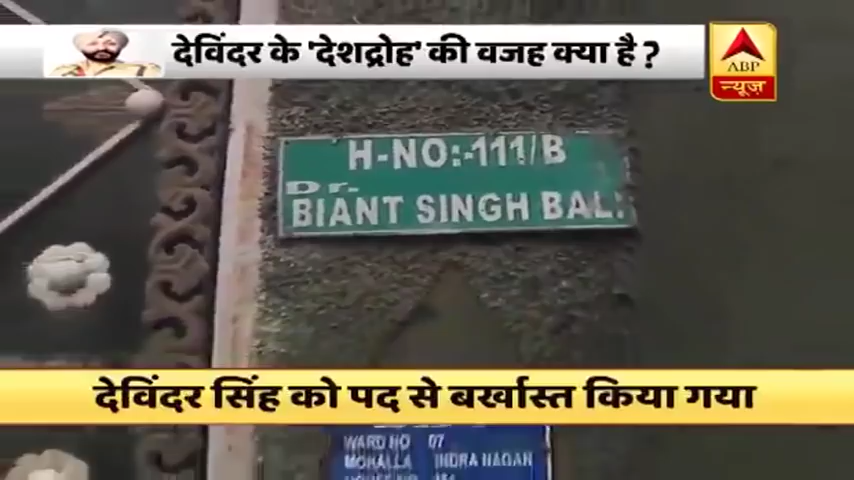 देविंदर के 'देशद्रोह' की वजह क्या है ?
ABP
न्यूज़
H-NO:-111/B
Dr.
BIANT SINGH BAL:
देविंदर सिंह को पद से बर्खास्त किया गया
WARD NO 07
MOHALLA INDRA NAGAR